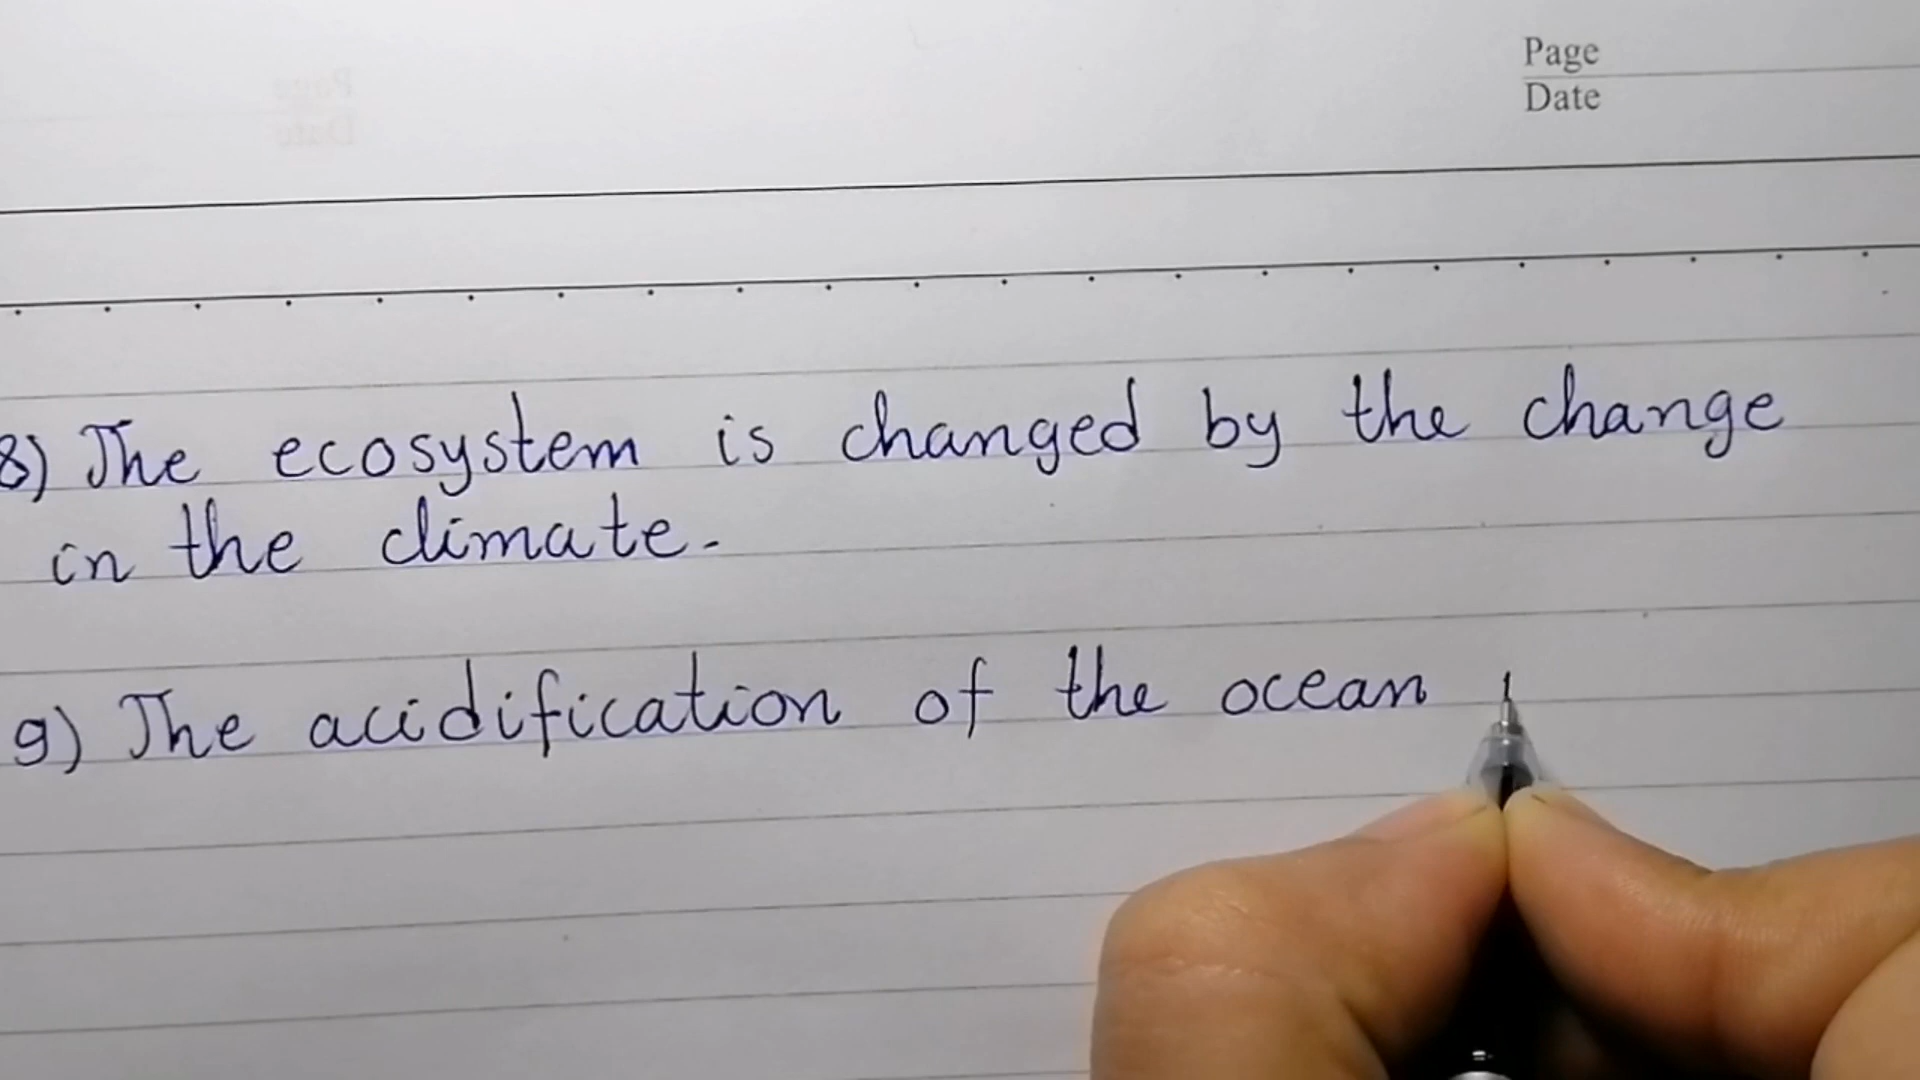 Page
Date
8) The ecosystem is changed by the change
in the climate.
9) The acidification of the ocean